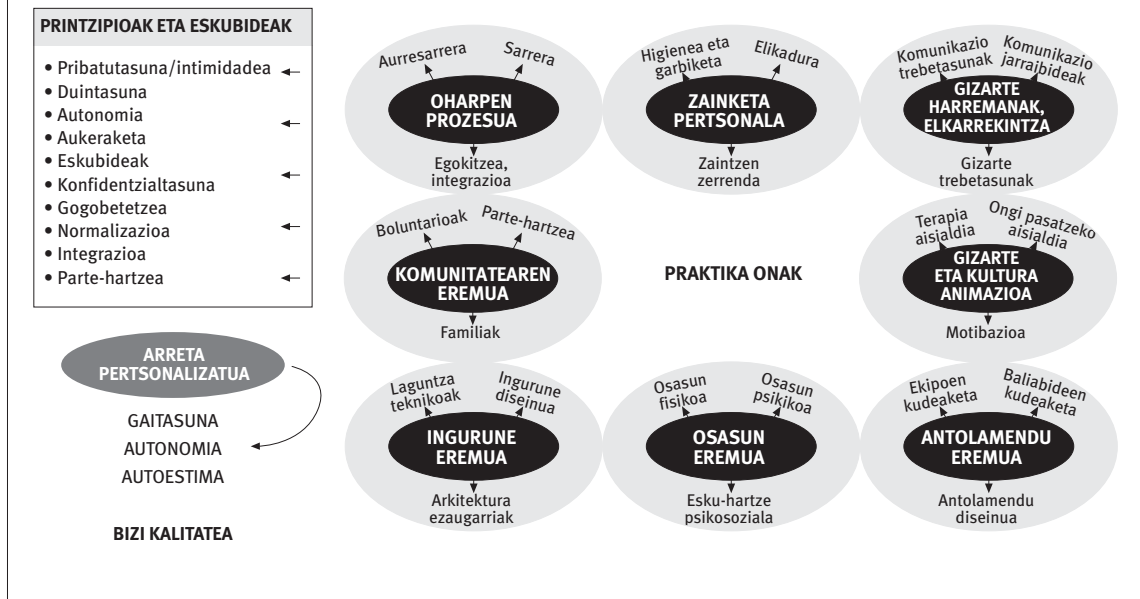 PRINTZIPIOAK ETA ESKUBIDEAK
• Pribatutasuna/intimidadea
• Duintasuna
• Autonomia
• Aukeraketa
• Eskubideak
• Konfidentzialtasuna
• Gogobetetzea
• Normalizazioa
• Integrazioa
• Parte-hartzea
ARRETA
PERTSONALIZATUA
GAITASUNA
AUTONOMIA
AUTOESTIMA
BIZI KALITATEA
Aurresarrera
Sarrera
OHARPEN
PROZESUA
Egokitzea,
integrazioa
Higienea eta
garbiketa
Elikadura
ZAINKETA
PERTSONALA
Zaintzen
zerrenda
Komunikazio
trebetasunak
Komunikazio
jarraibideak
GIZARTE
HARREMANAK,
ELKARREKINTZA
Gizarte
trebetasunak
Boluntarioak
Parte-hartzea
KOMUNITATEAREN
EREMUA
Familiak
PRAKTIKA ONAK
Terapia
aisialdia
Ongi pasatzeko
aisialdia
GIZARTE
ETA KULTURA
ANIMAZIOA
Motibazioa
Laguntza
teknikoak
Ingurune
diseinua
INGURUNE
EREMUA
Arkitektura
ezaugarriak
Osasun
fisikoa
Osasun
psikikoa
OSASUN
EREMUA
Esku-hartze
psikosoziala
Ekipoen
kudeaketa
Baliabideen
kudeaketa
ANTOLAMENDU
EREMUA
Antolamendu
diseinua